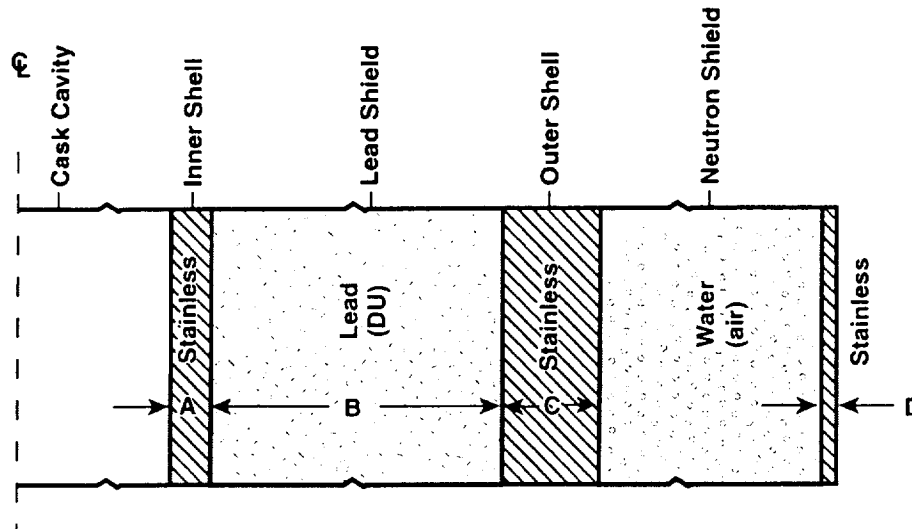 ℄
Cask Cavity
Inner Shell
Lead Shield
Outer Shell
Neutron Shield
Stainless
Lead
(DU)
Stainless
Water
(air)
Stainless
A
B
C